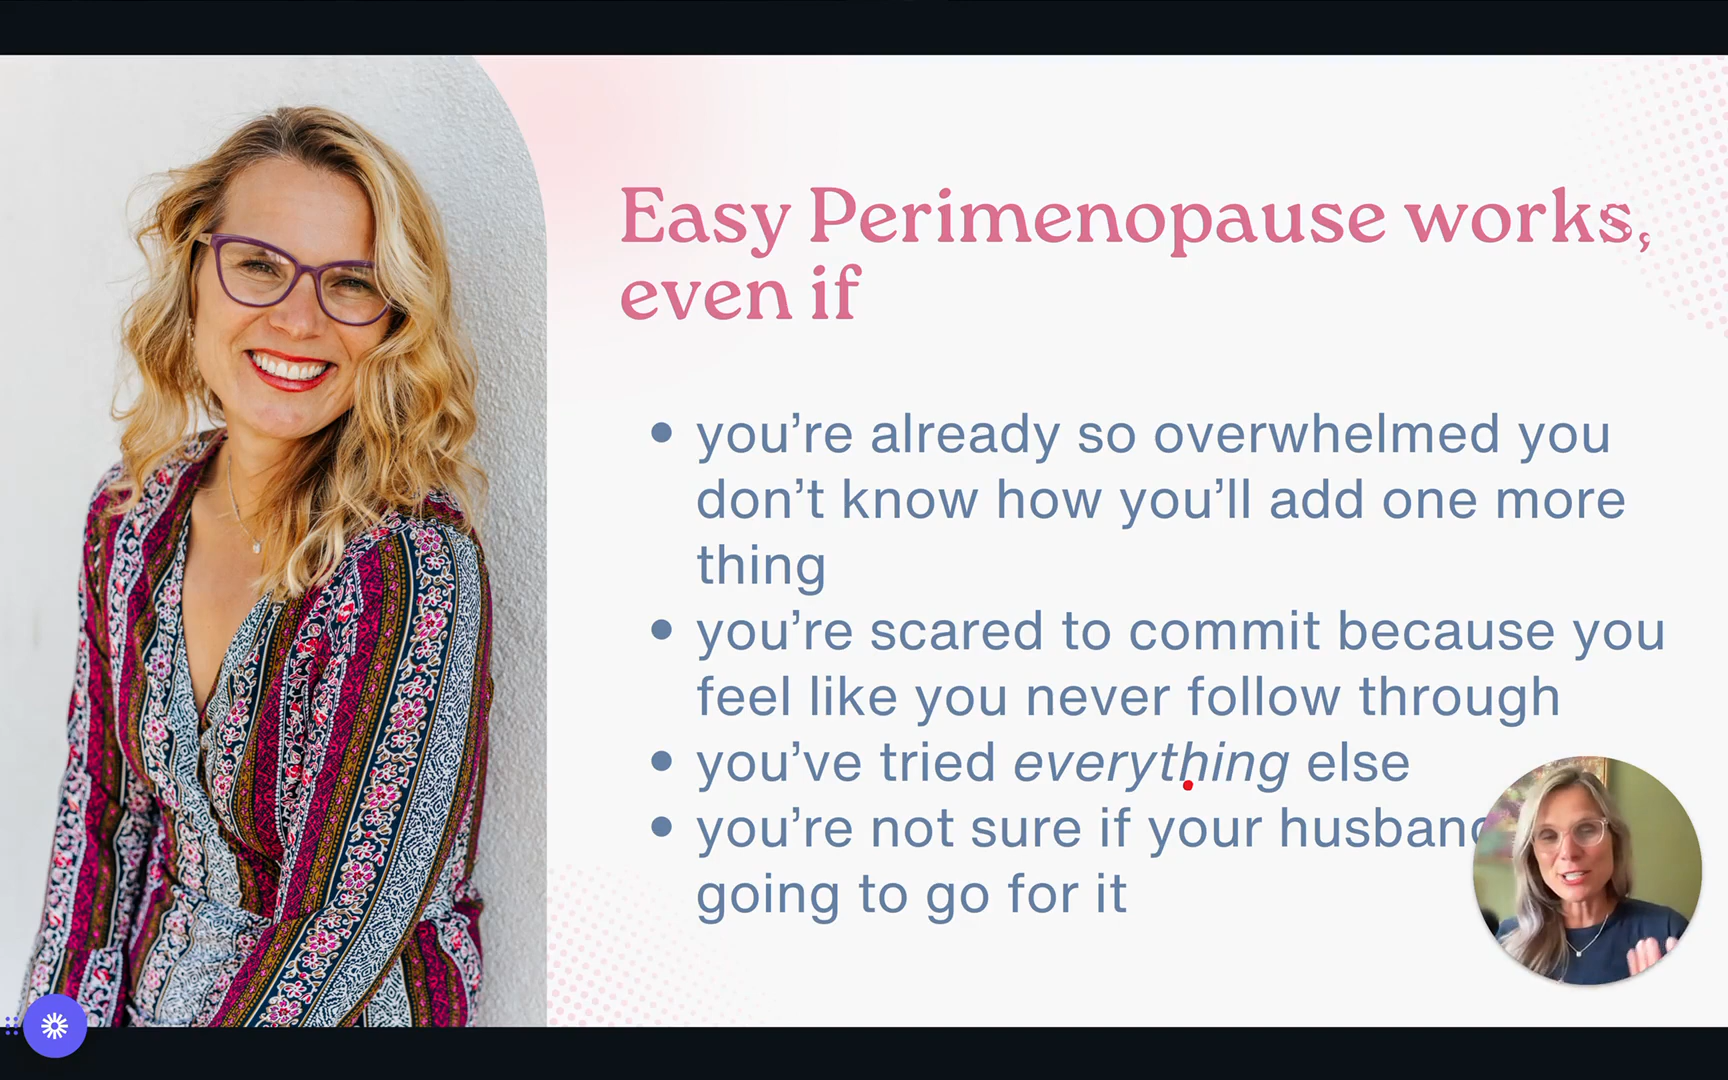 Easy Perimenopause works,
even if
• you’re already so overwhelmed you
don’t know how you’ll add one more
thing
• you’re scared to commit because you
feel like you never follow through
• you’ve tried everything else
• you’re not sure if your
going to go for it